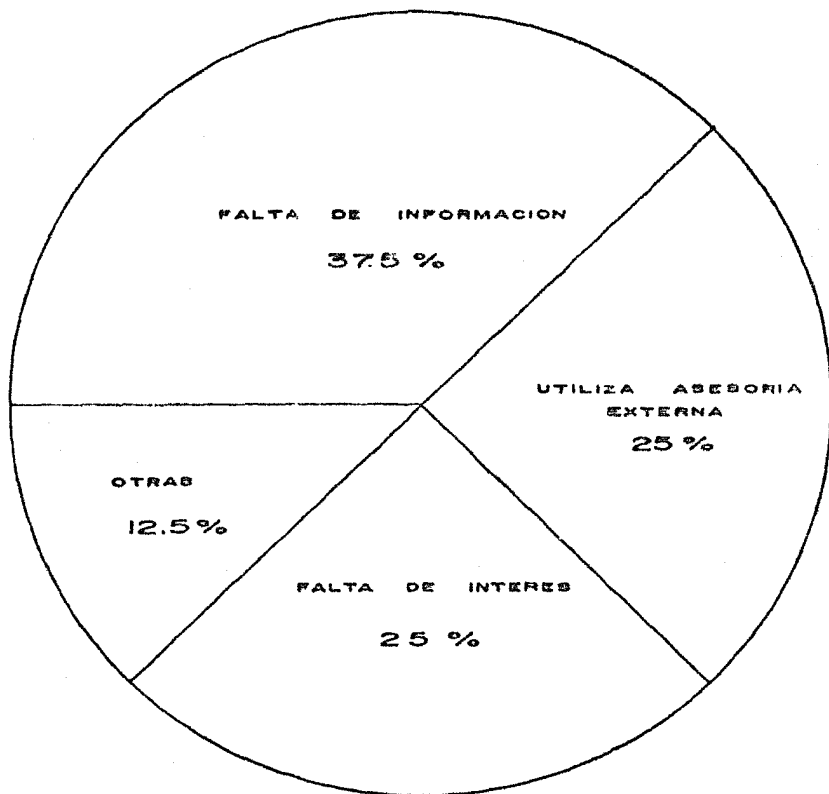 FALTA DE INFORMACION
37.5 %
UTILIZA ASESORIA
EXTERNA
25 %
OTRAS
12.5 %
FALTA DE INTERES
25 %